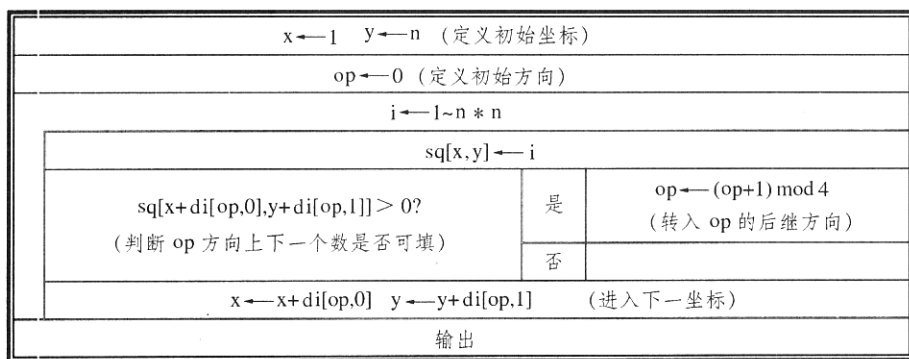 x←1 y←n (定义初始坐标)
op←0 (定义初始方向)
i←1~n*n
sq[x,y]←i
sq[x+di[op,0],y+di[op,1]]>0?
(判断 op 方向上下一个数是否可填)
是
op←(op+1) mod 4
(转入 op 的后继方向)
否
x←x+di[op,0] y←y+di[op,1] (进入下一坐标)
输出